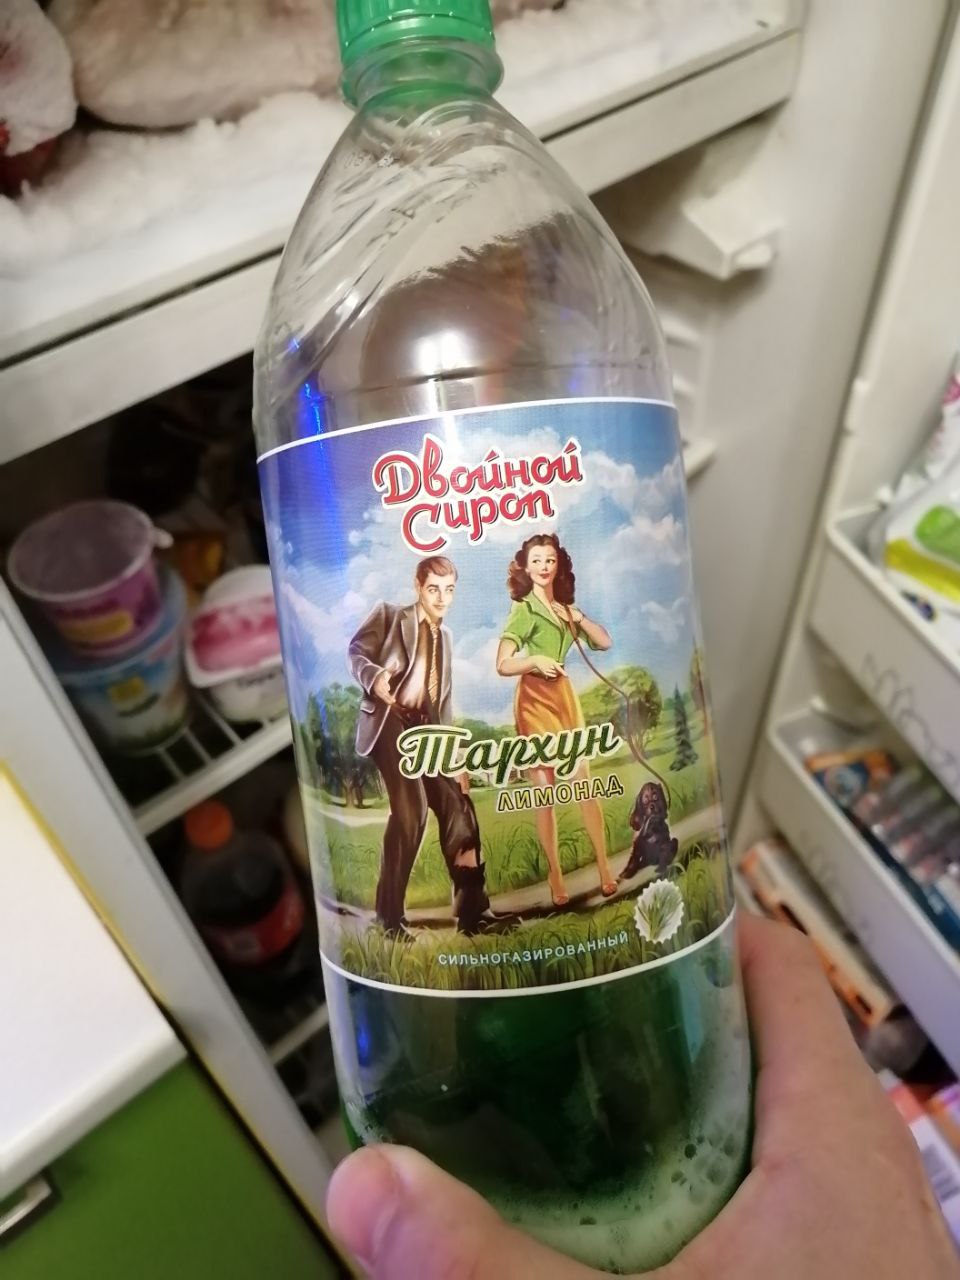 Двойной
Сироп
Тархун
ЛИМОНАД
СИЛЬНОГАЗИРОВАННЫЙ